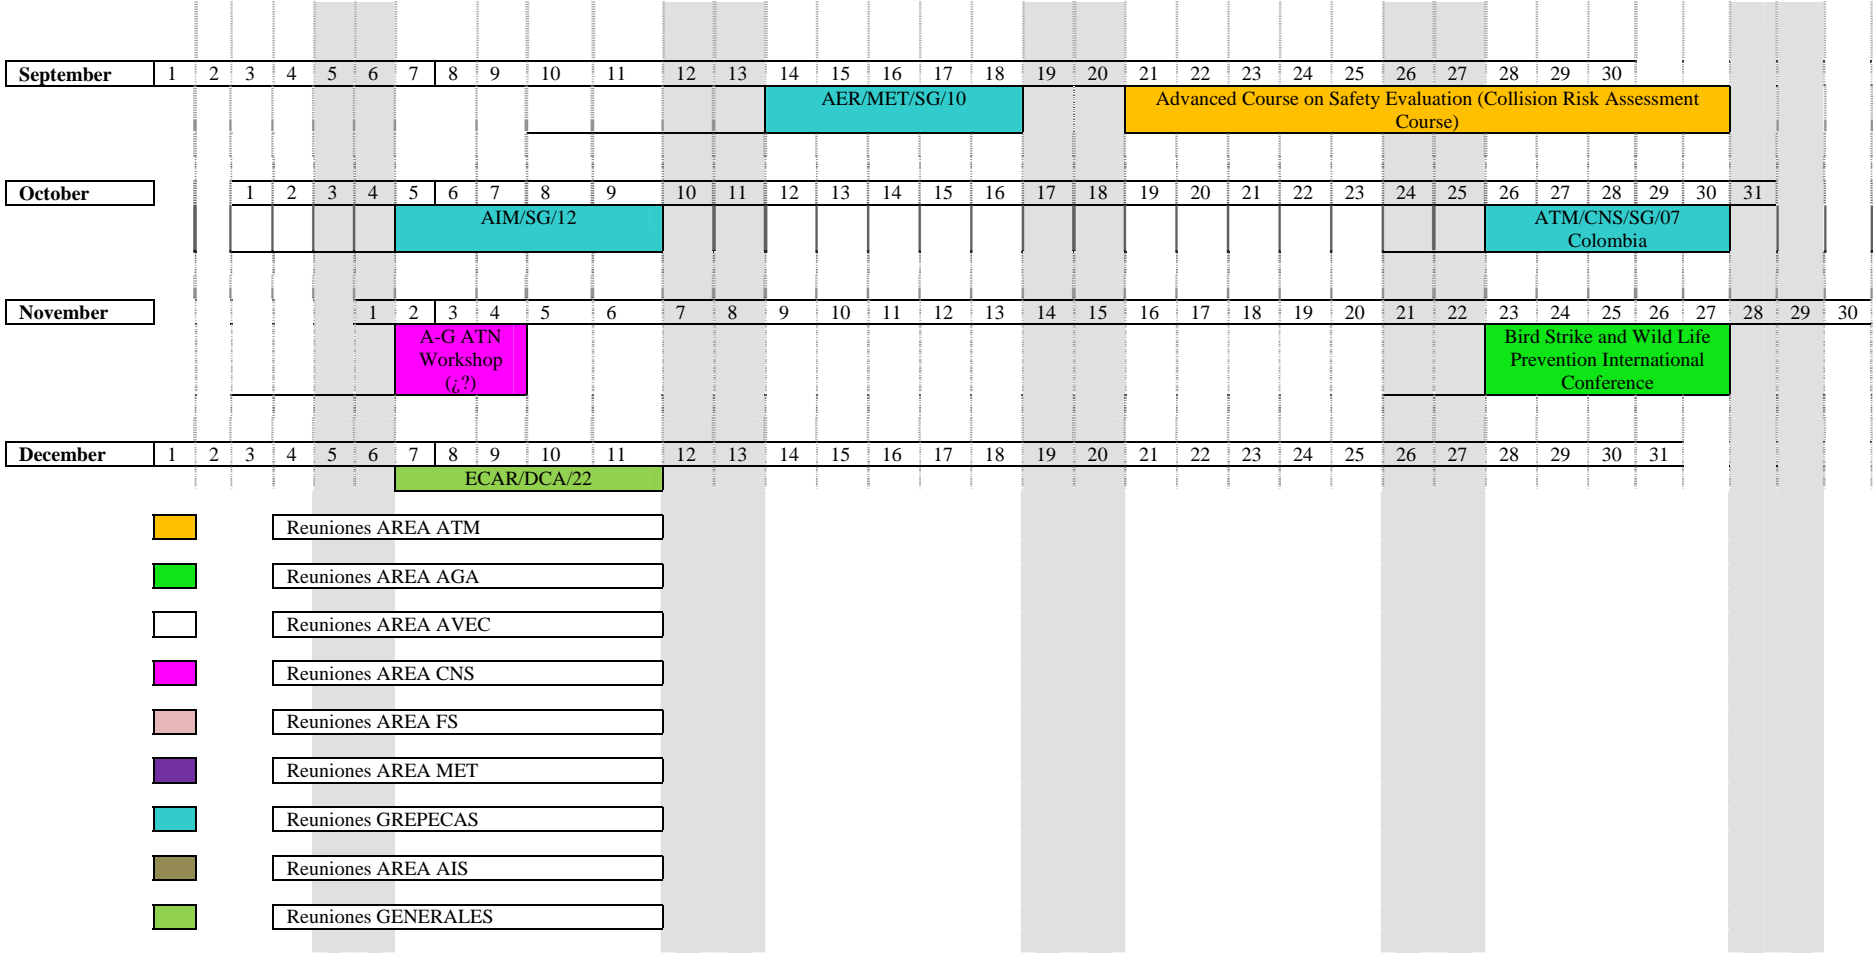 September 1 2 3 4 5 6 7 8 9 10 11 12 13 14 15 16 17 18 19 20 21 22 23 24 25 26 27 28 29 30
AER/MET/SG/10
Advanced Course on Safety Evaluation (Collision Risk Assessment
Course)
October 1 2 3 4 5 6 7 8 9 10 11 12 13 14 15 16 17 18 19 20 21 22 23 24 25 26 27 28 29 30 31
AIM/SG/12
ATM/CNS/SG/07
Colombia
November 1 2 3 4 5 6 7 8 9 10 11 12 13 14 15 16 17 18 19 20 21 22 23 24 25 26 27 28 29 30
A-G ATN
Workshop
(¿?)
Bird Strike and Wild Life
Prevention International
Conference
December 1 2 3 4 5 6 7 8 9 10 11 12 13 14 15 16 17 18 19 20 21 22 23 24 25 26 27 28 29 30 31
ECAR/DCA/22
Reuniones AREA ATM
Reuniones AREA AGA
Reuniones AREA AVEC
Reuniones AREA CNS
Reuniones AREA FS
Reuniones AREA MET
Reuniones GREPECAS
Reuniones AREA AIS
Reuniones GENERALES